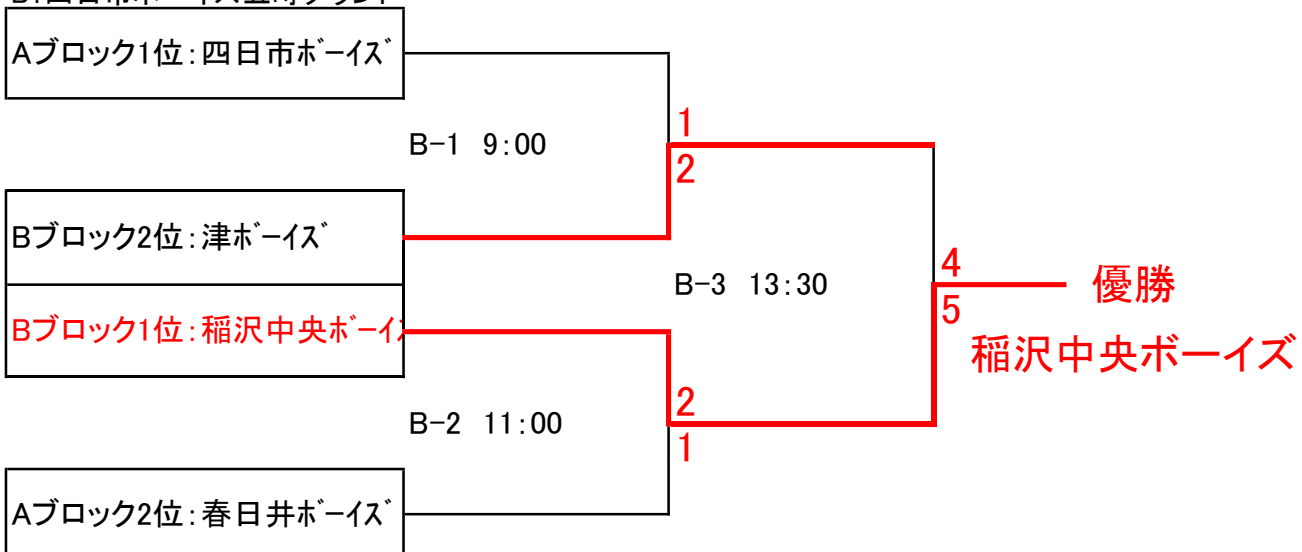 Aブロック1位:四日市ﾎﾞｰｲｽﾞ
1
B-1 9:00
2
Bブロック2位:津ﾎﾞｰｲｽﾞ
4
B-3 13:30
優勝
5
Bブロック1位:稲沢中央ﾎﾞｰｲ
稲沢中央ボーイズ
2
B-2 11:00
1
Aブロック2位:春日井ﾎﾞｰｲｽﾞ